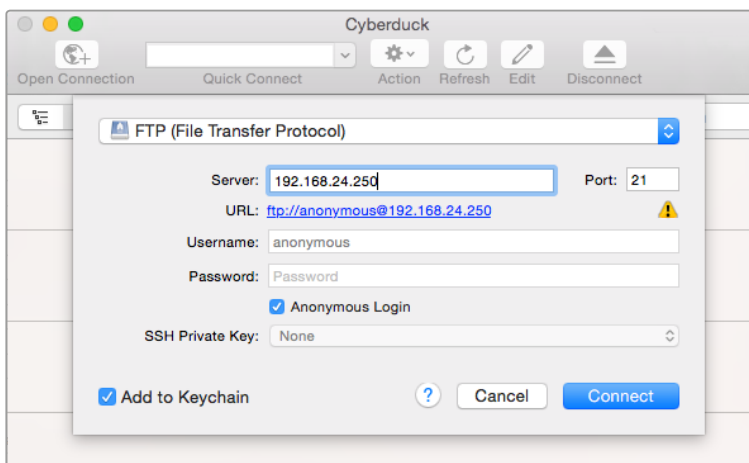 Cyberduck
Open Connection Quick Connect Action Refresh Edit Disconnect
FTP (File Transfer Protocol)
Server: 192.168.24.250 Port: 21
URL: ftp://anonymous@192.168.24.250
Username: anonymous
Password: Password
Anonymous Login
SSH Private Key: None
Add to Keychain ? Cancel Connect